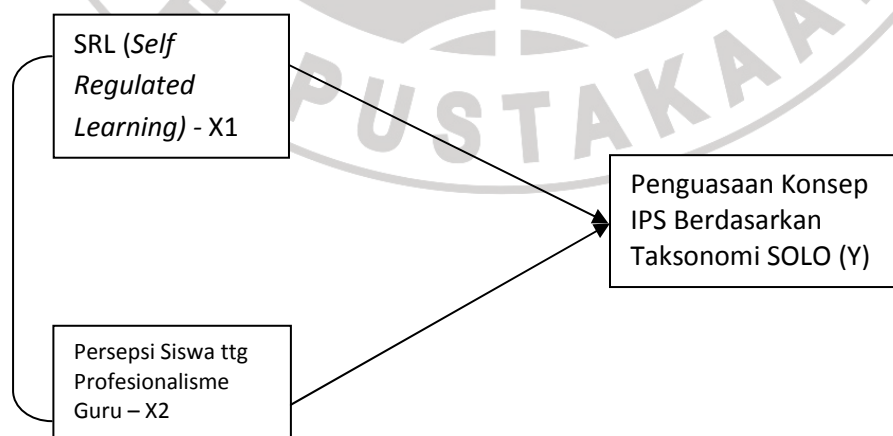 PUSTAKAA
SRL (Self
Regulated
Learning) - X1
Penguasaan Konsep
IPS Berdasarkan
Taksonomi SOLO (Y)
Persepsi Siswa ttg
Profesionalisme
Guru – X2